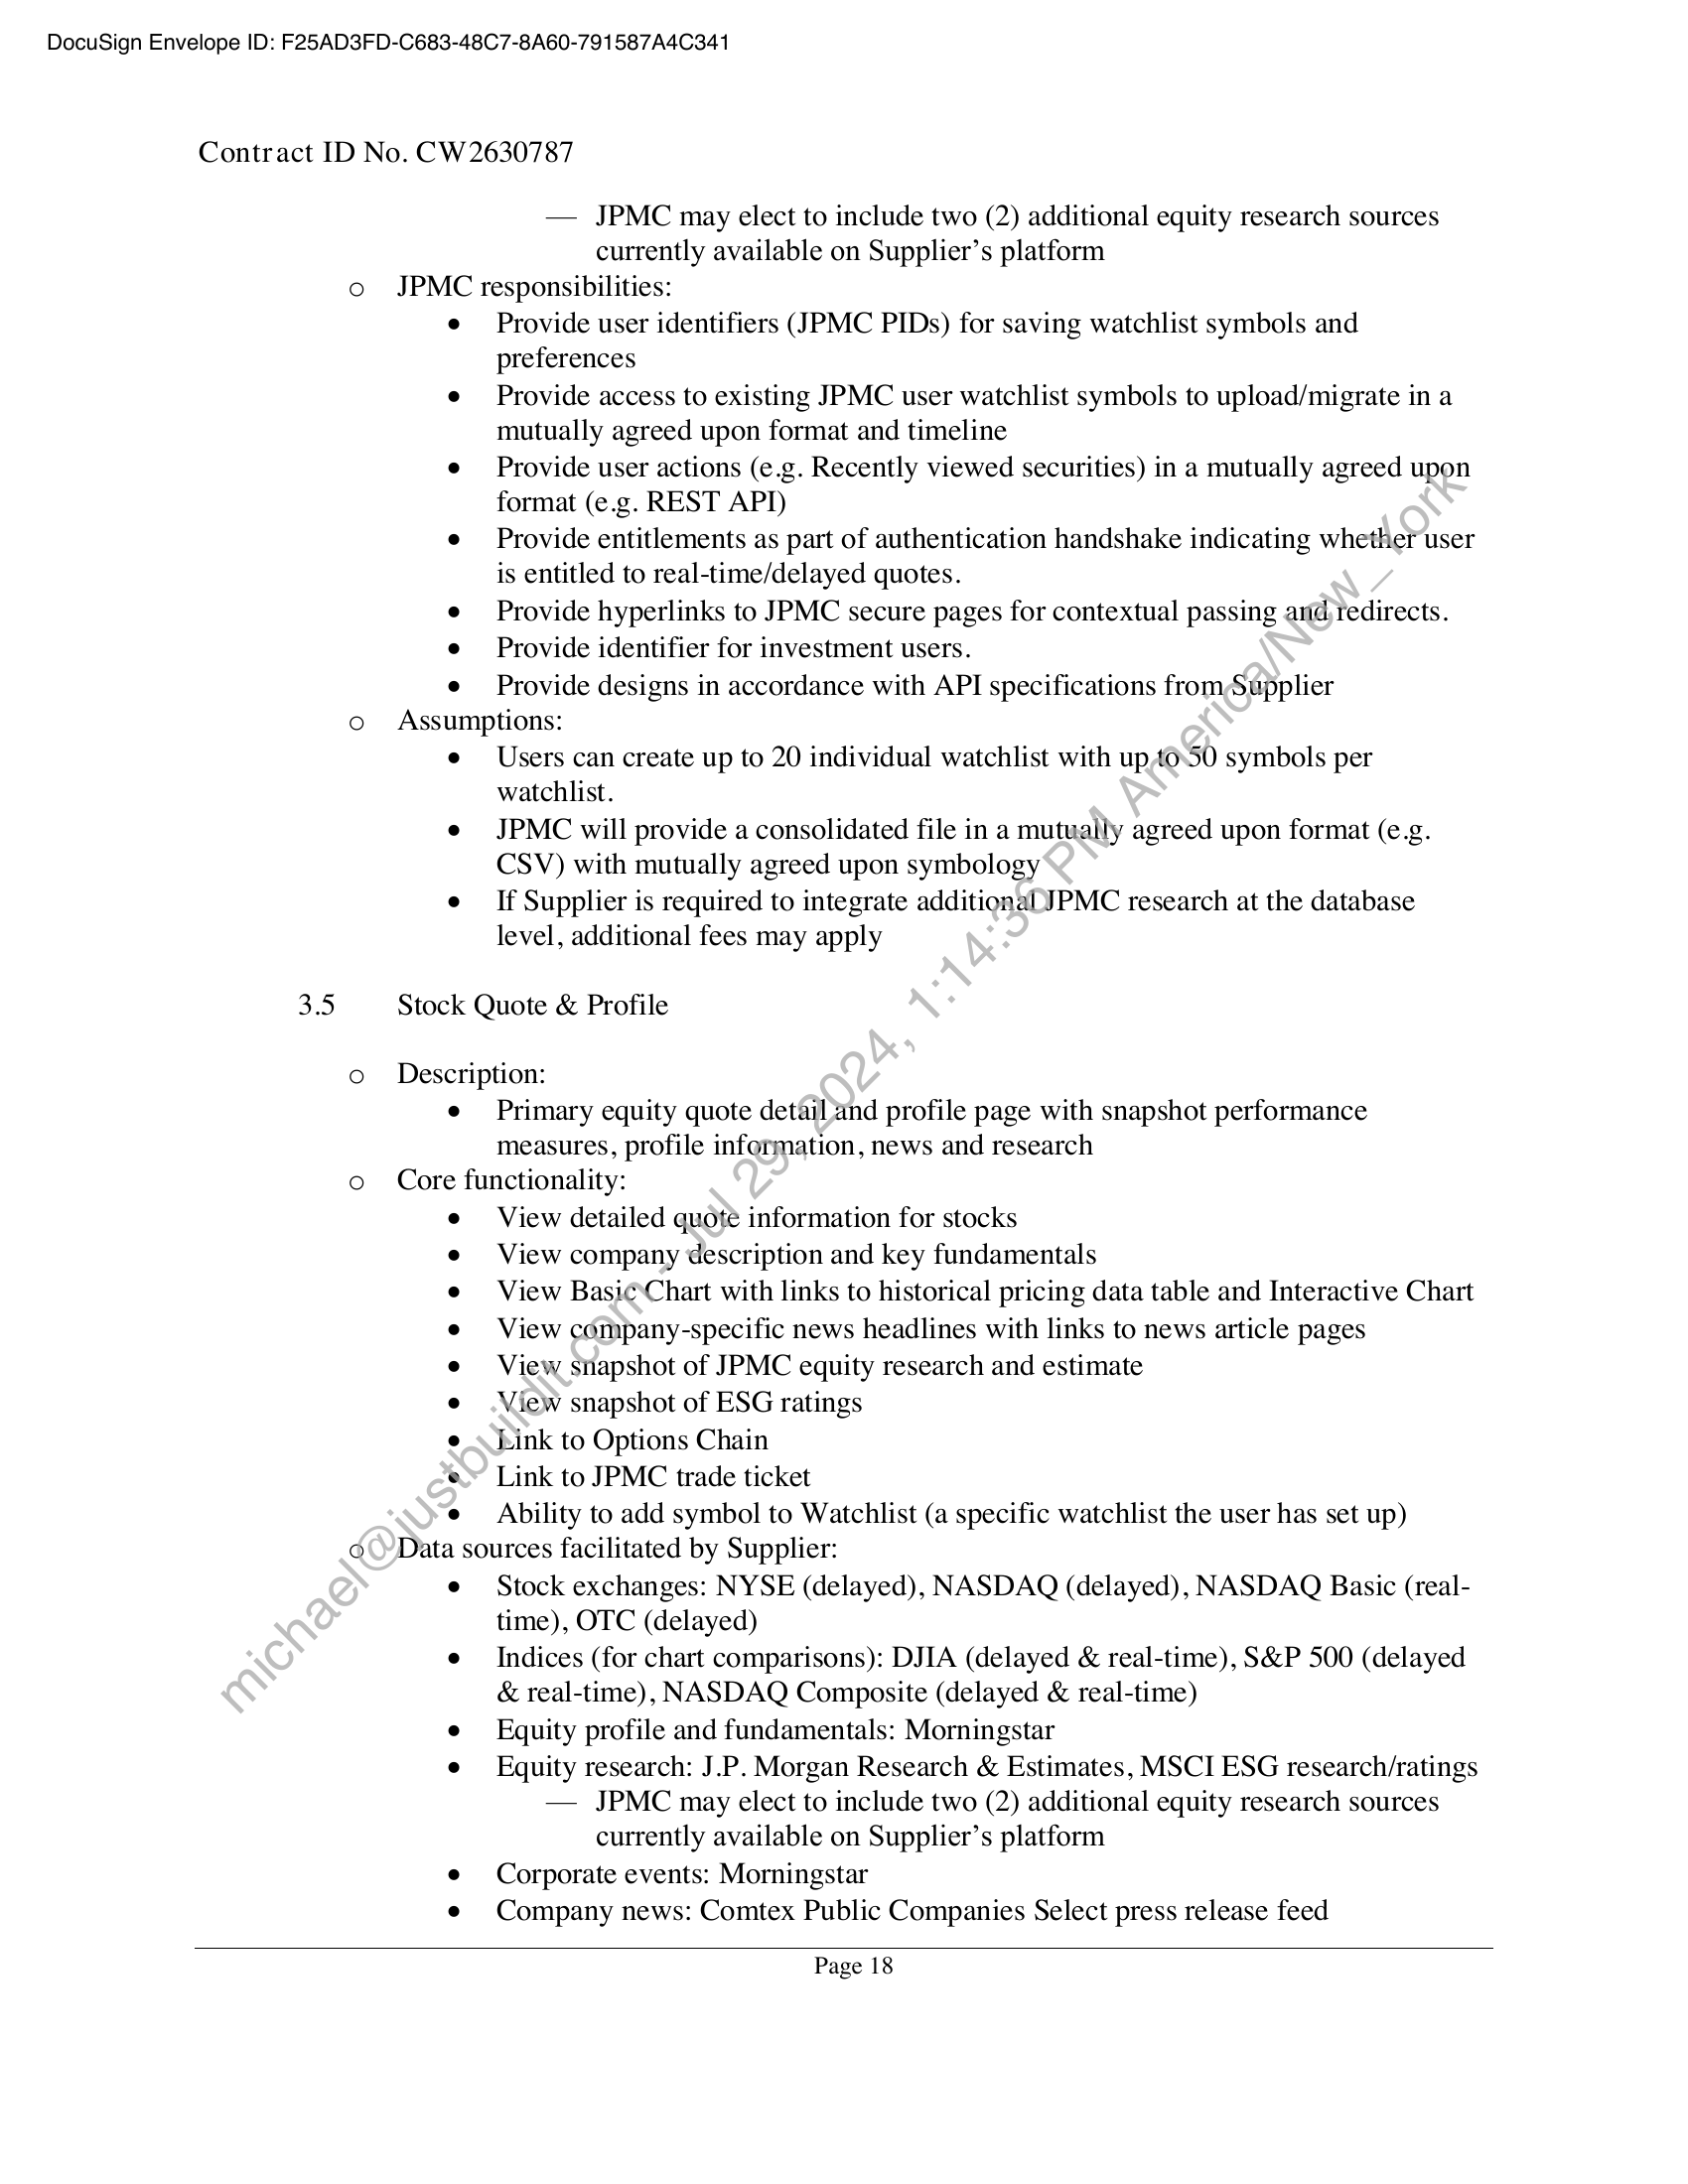 DocuSign Envelope ID: F25AD3FD-C683-48C7-8A60-791587A4C341
Contract ID No. CW2630787
— JPMC may elect to include two (2) additional equity research sources
currently available on Supplier’s platform
o JPMC responsibilities:
• Provide user identifiers (JPMC PIDs) for saving watchlist symbols and
preferences
• Provide access to existing JPMC user watchlist symbols to upload/migrate in a
mutually agreed upon format and timeline
• Provide user actions (e.g. Recently viewed securities) in a mutually agreed upon
format (e.g. REST API)
• Provide entitlements as part of authentication handshake indicating whether user
is entitled to real-time/delayed quotes.
• Provide hyperlinks to JPMC secure pages for contextual passing and redirects.
• Provide identifier for investment users.
• Provide designs in accordance with API specifications from Supplier
o Assumptions:
• Users can create up to 20 individual watchlist with up to 50 symbols per
watchlist.
• JPMC will provide a consolidated file in a mutually agreed upon format (e.g.
CSV) with mutually agreed upon symbology
• If Supplier is required to integrate additional JPMC research at the database
level, additional fees may apply
3.5 Stock Quote & Profile
o Description:
• Primary equity quote detail and profile page with snapshot performance
measures, profile information, news and research
o Core functionality:
• View detailed quote information for stocks
• View company description and key fundamentals
• View Basic Chart with links to historical pricing data table and Interactive Chart
• View company-specific news headlines with links to news article pages
• View snapshot of JPMC equity research and estimate
• View snapshot of ESG ratings
• Link to Options Chain
• Link to JPMC trade ticket
• Ability to add symbol to Watchlist (a specific watchlist the user has set up)
o Data sources facilitated by Supplier:
• Stock exchanges: NYSE (delayed), NASDAQ (delayed), NASDAQ Basic (real-
time), OTC (delayed)
• Indices (for chart comparisons): DJIA (delayed & real-time), S&P 500 (delayed
& real-time), NASDAQ Composite (delayed & real-time)
• Equity profile and fundamentals: Morningstar
• Equity research: J.P. Morgan Research & Estimates, MSCI ESG research/ratings
— JPMC may elect to include two (2) additional equity research sources
currently available on Supplier’s platform
• Corporate events: Morningstar
• Company news: Comtex Public Companies Select press release feed
Page 18
michael@justbuildit.com - Jul 29, 2024, 1:14:36 PM America/New_York